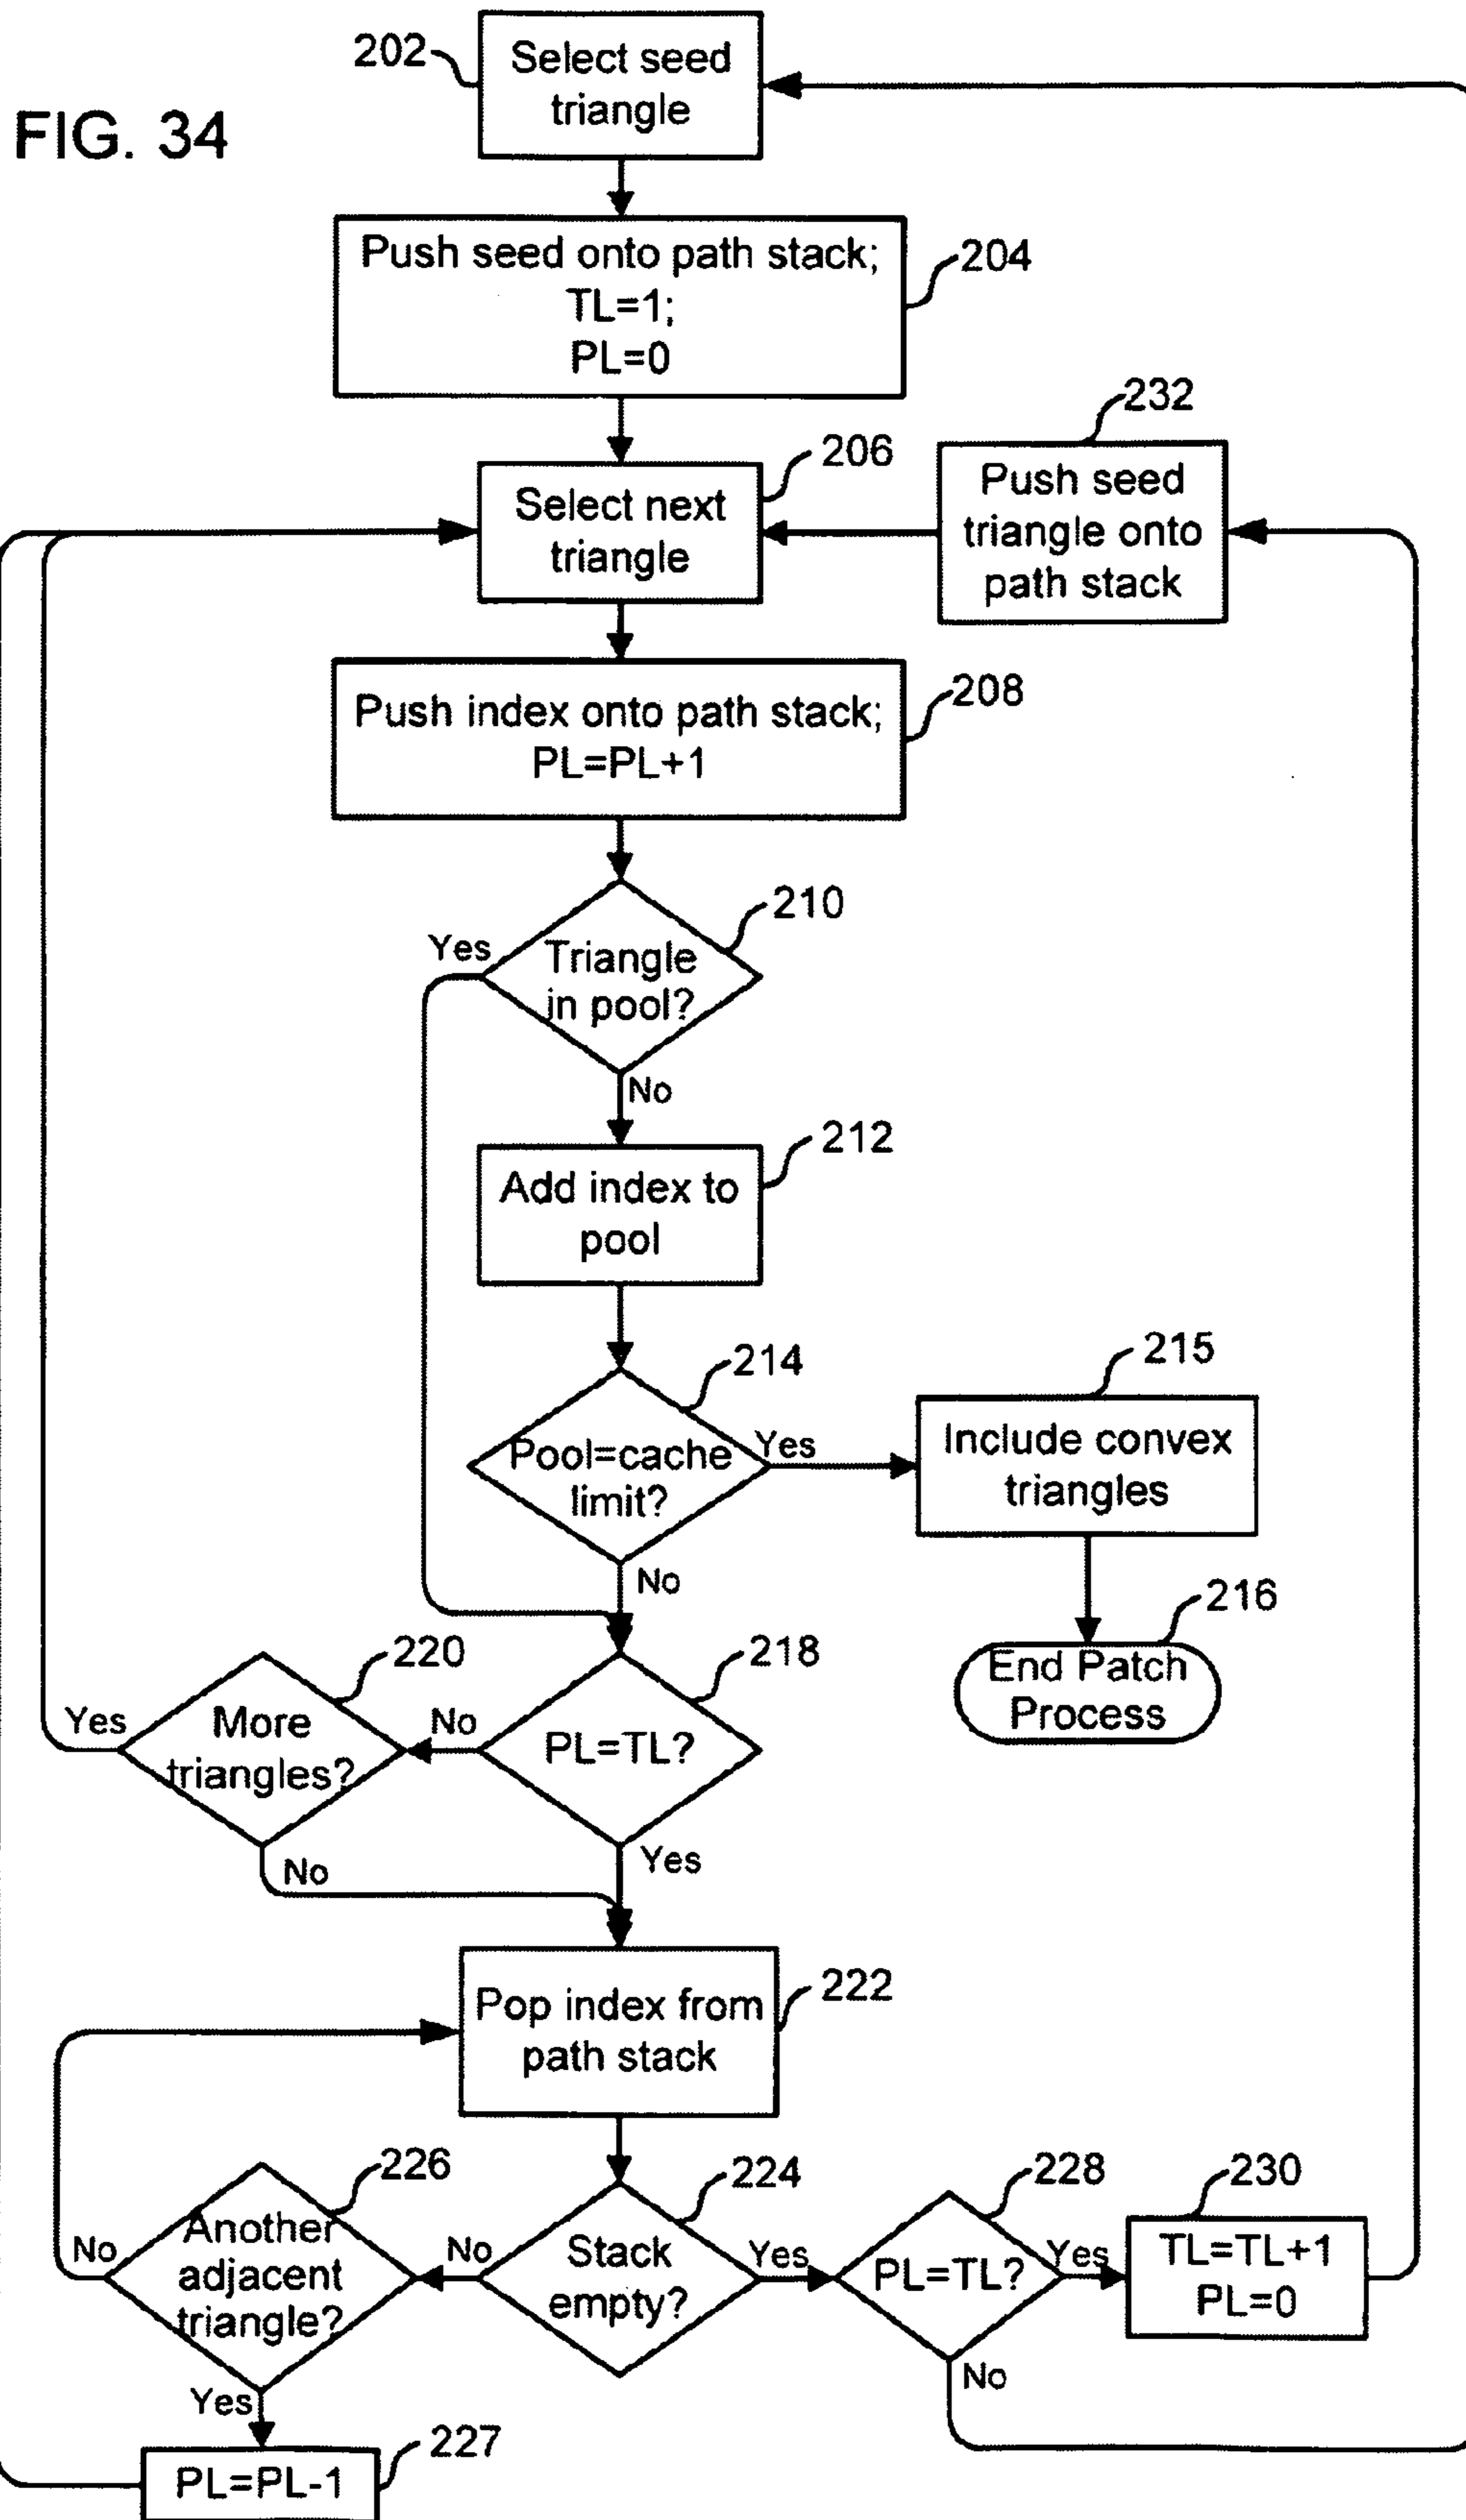 202
Select seed
triangle
FIG. 34
Push seed onto path stack;
TL=1;
PL=0
204
232
206
Select next
triangle
Push seed
triangle onto
path stack
Push index onto path stack;
PL=PL+1
208
210
Yes
Triangle
in pool?
No
212
Add index to
pool
214
215
Pool=cache
limit?
Yes
Include convex
triangles
No
216
End Patch
Process
220
218
Yes
More
triangles?
No
PL=TL?
No
Yes
Pop index from
path stack
222
226
224
228
230
No
Another
adjacent
triangle?
No
Stack
empty?
Yes
PL=TL?
Yes
TL=TL+1
PL=0
Yes
No
227
PL=PL-1